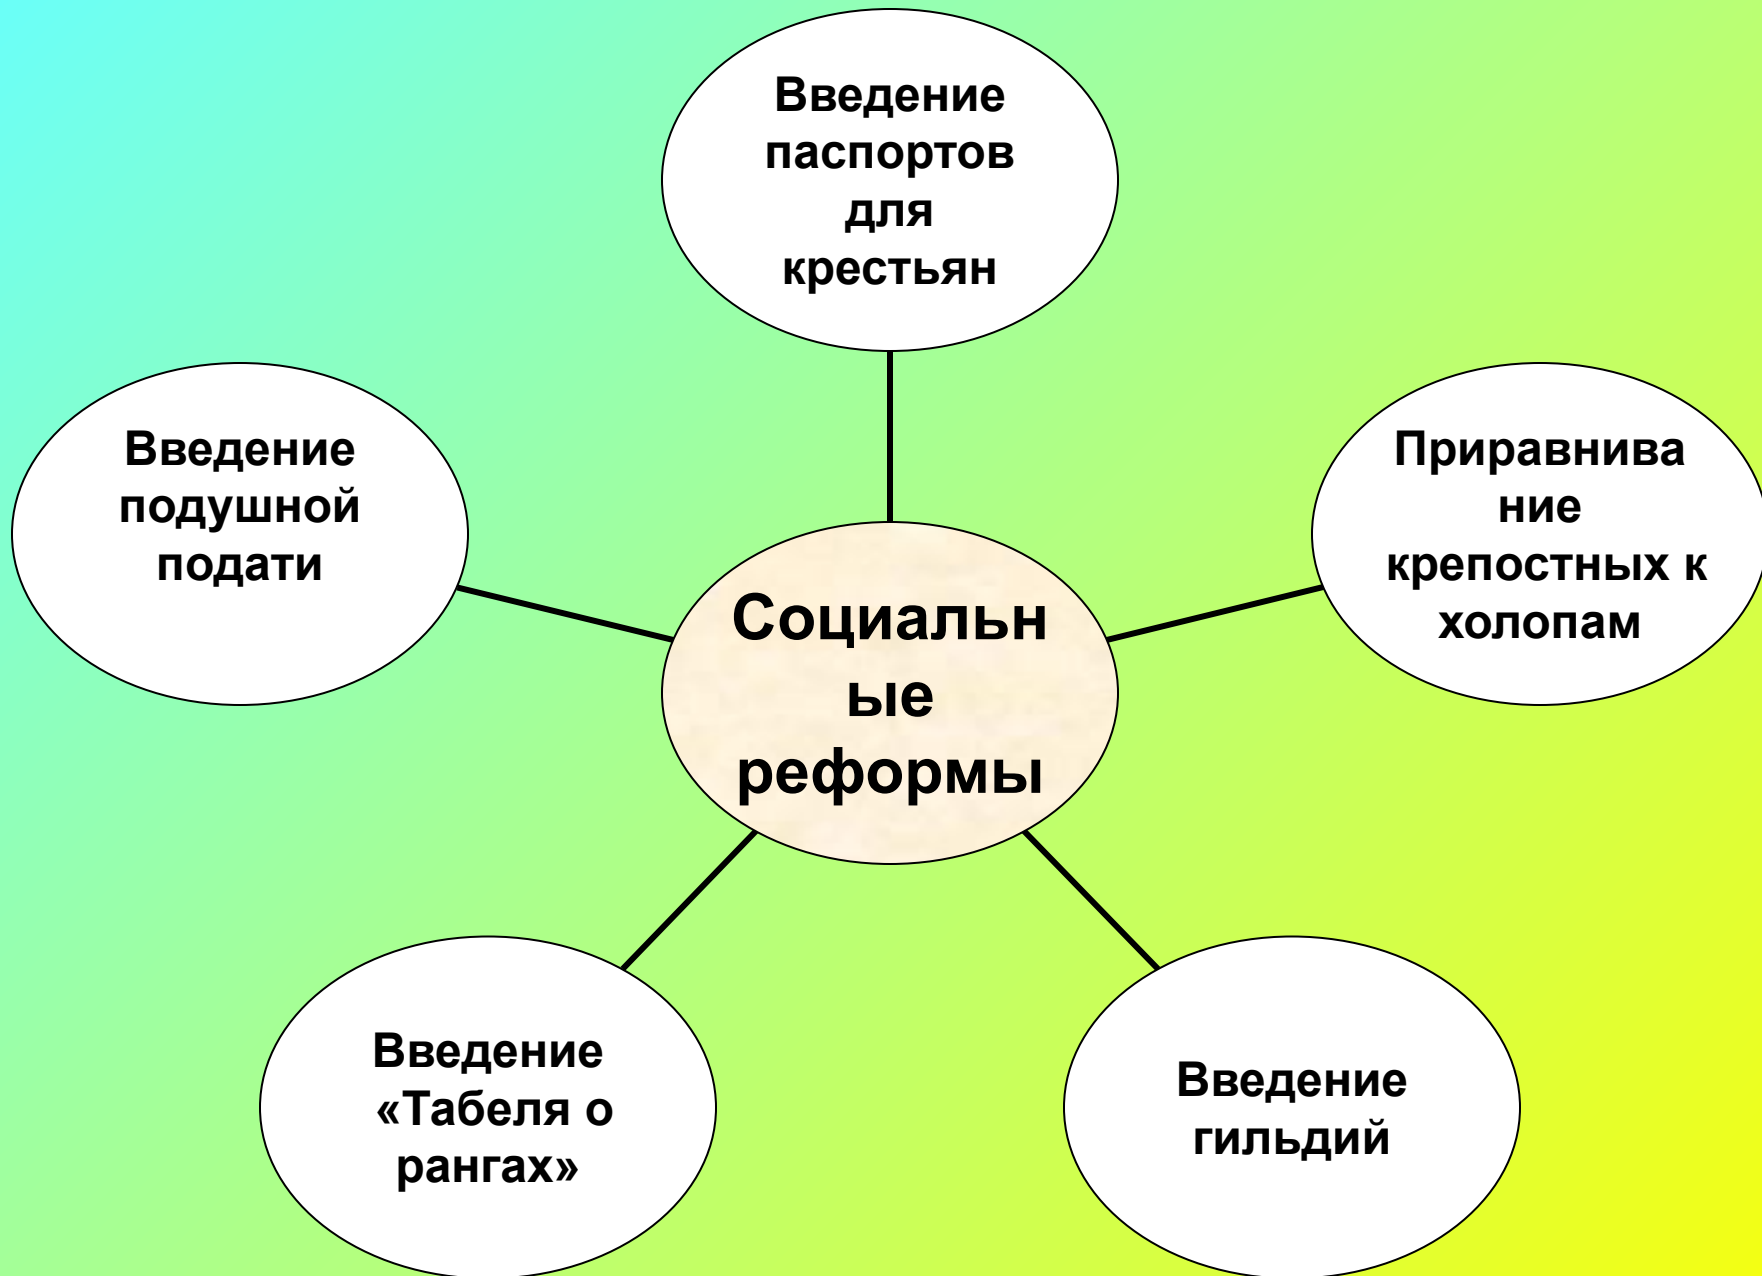 Введение
паспортов
для
крестьян
Введение
подушной
подати
Приравнива
ние
крепостных к
холопам
Социальн
ые
реформы
Введение
«Табеля о
рангах»
Введение
гильдий